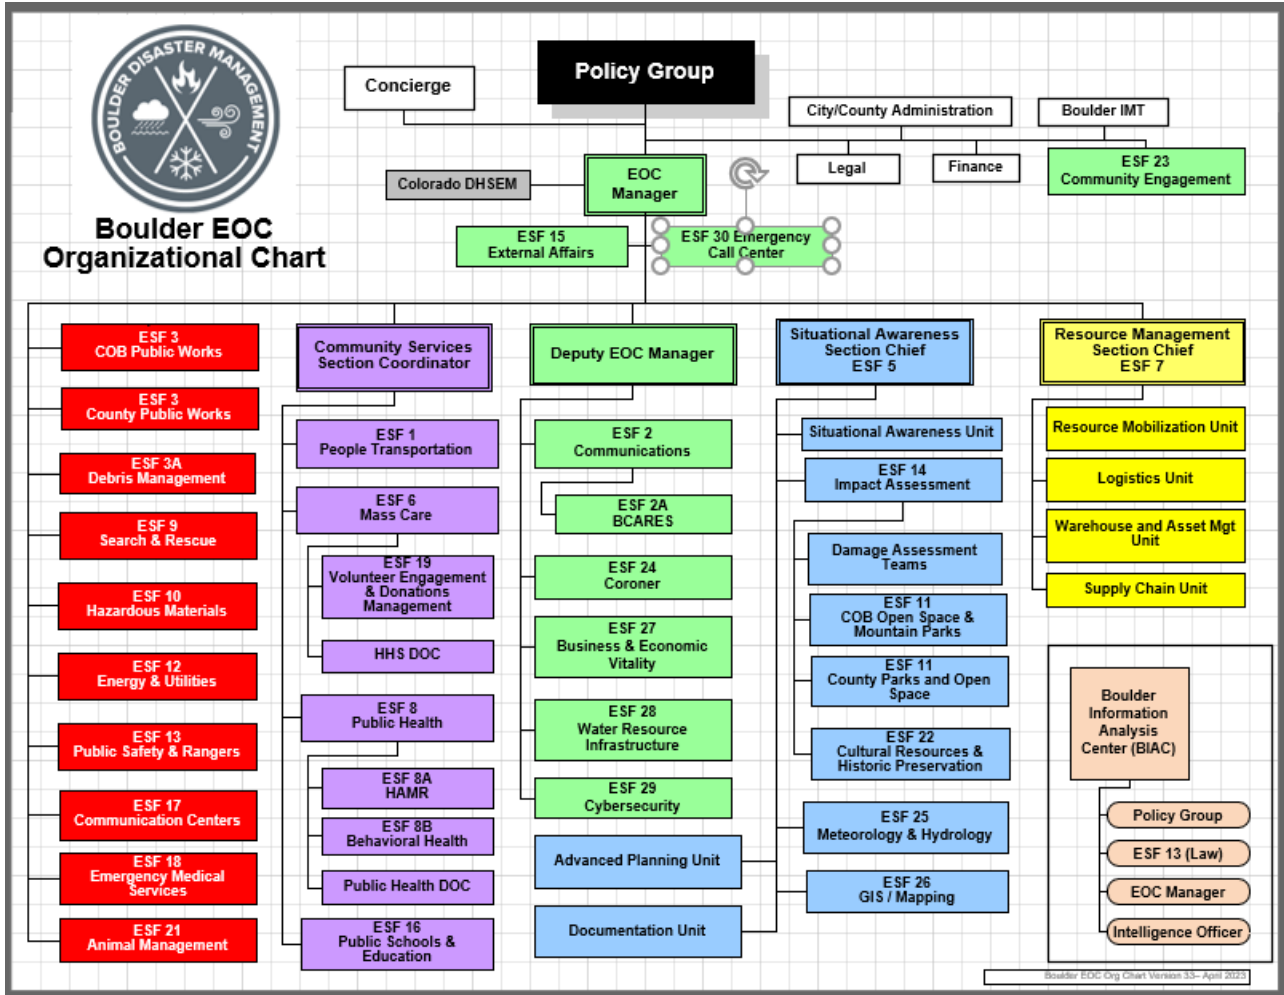 BOULDER DISASTER MANAGEMENT
Boulder EOC
Organizational Chart
Policy Group
Concierge
City/County Administration
Boulder IMT
Legal
Finance
ESF 23
Community Engagement
Colorado DHSEM
EOC
Manager
ESF 15
External Affairs
ESF 30 Emergency
Call Center
ESF 3
COB Public Works
ESF 3
County Public Works
ESF 3A
Debris Management
ESF 9
Search & Rescue
ESF 10
Hazardous Materials
ESF 12
Energy & Utilities
ESF 13
Public Safety & Rangers
ESF 17
Communication Centers
ESF 18
Emergency Medical
Services
ESF 21
Animal Management
Community Services
Section Coordinator
ESF 1
People Transportation
ESF 6
Mass Care
ESF 19
Volunteer Engagement
& Donations
Management
HHS DOC
ESF 8
Public Health
ESF 8A
HAMR
ESF 8B
Behavioral Health
Public Health DOC
ESF 16
Public Schools &
Education
Deputy EOC Manager
ESF 2
Communications
ESF 2A
BCARES
ESF 24
Coroner
ESF 27
Business & Economic
Vitality
ESF 28
Water Resource
Infrastructure
ESF 29
Cybersecurity
Advanced Planning Unit
Documentation Unit
Situational Awareness
Section Chief
ESF 5
Situational Awareness Unit
ESF 14
Impact Assessment
Damage Assessment
Teams
ESF 11
COB Open Space &
Mountain Parks
ESF 11
County Parks and Open
Space
ESF 22
Cultural Resources &
Historic Preservation
ESF 25
Meteorology & Hydrology
ESF 26
GIS / Mapping
Resource Management
Section Chief
ESF 7
Resource Mobilization Unit
Logistics Unit
Warehouse and Asset Mgt
Unit
Supply Chain Unit
Boulder
Information
Analysis
Center (BIAC)
Policy Group
ESF 13 (Law)
EOC Manager
Intelligence Officer
Boulder EOC Org Chart Version 33– April 2023